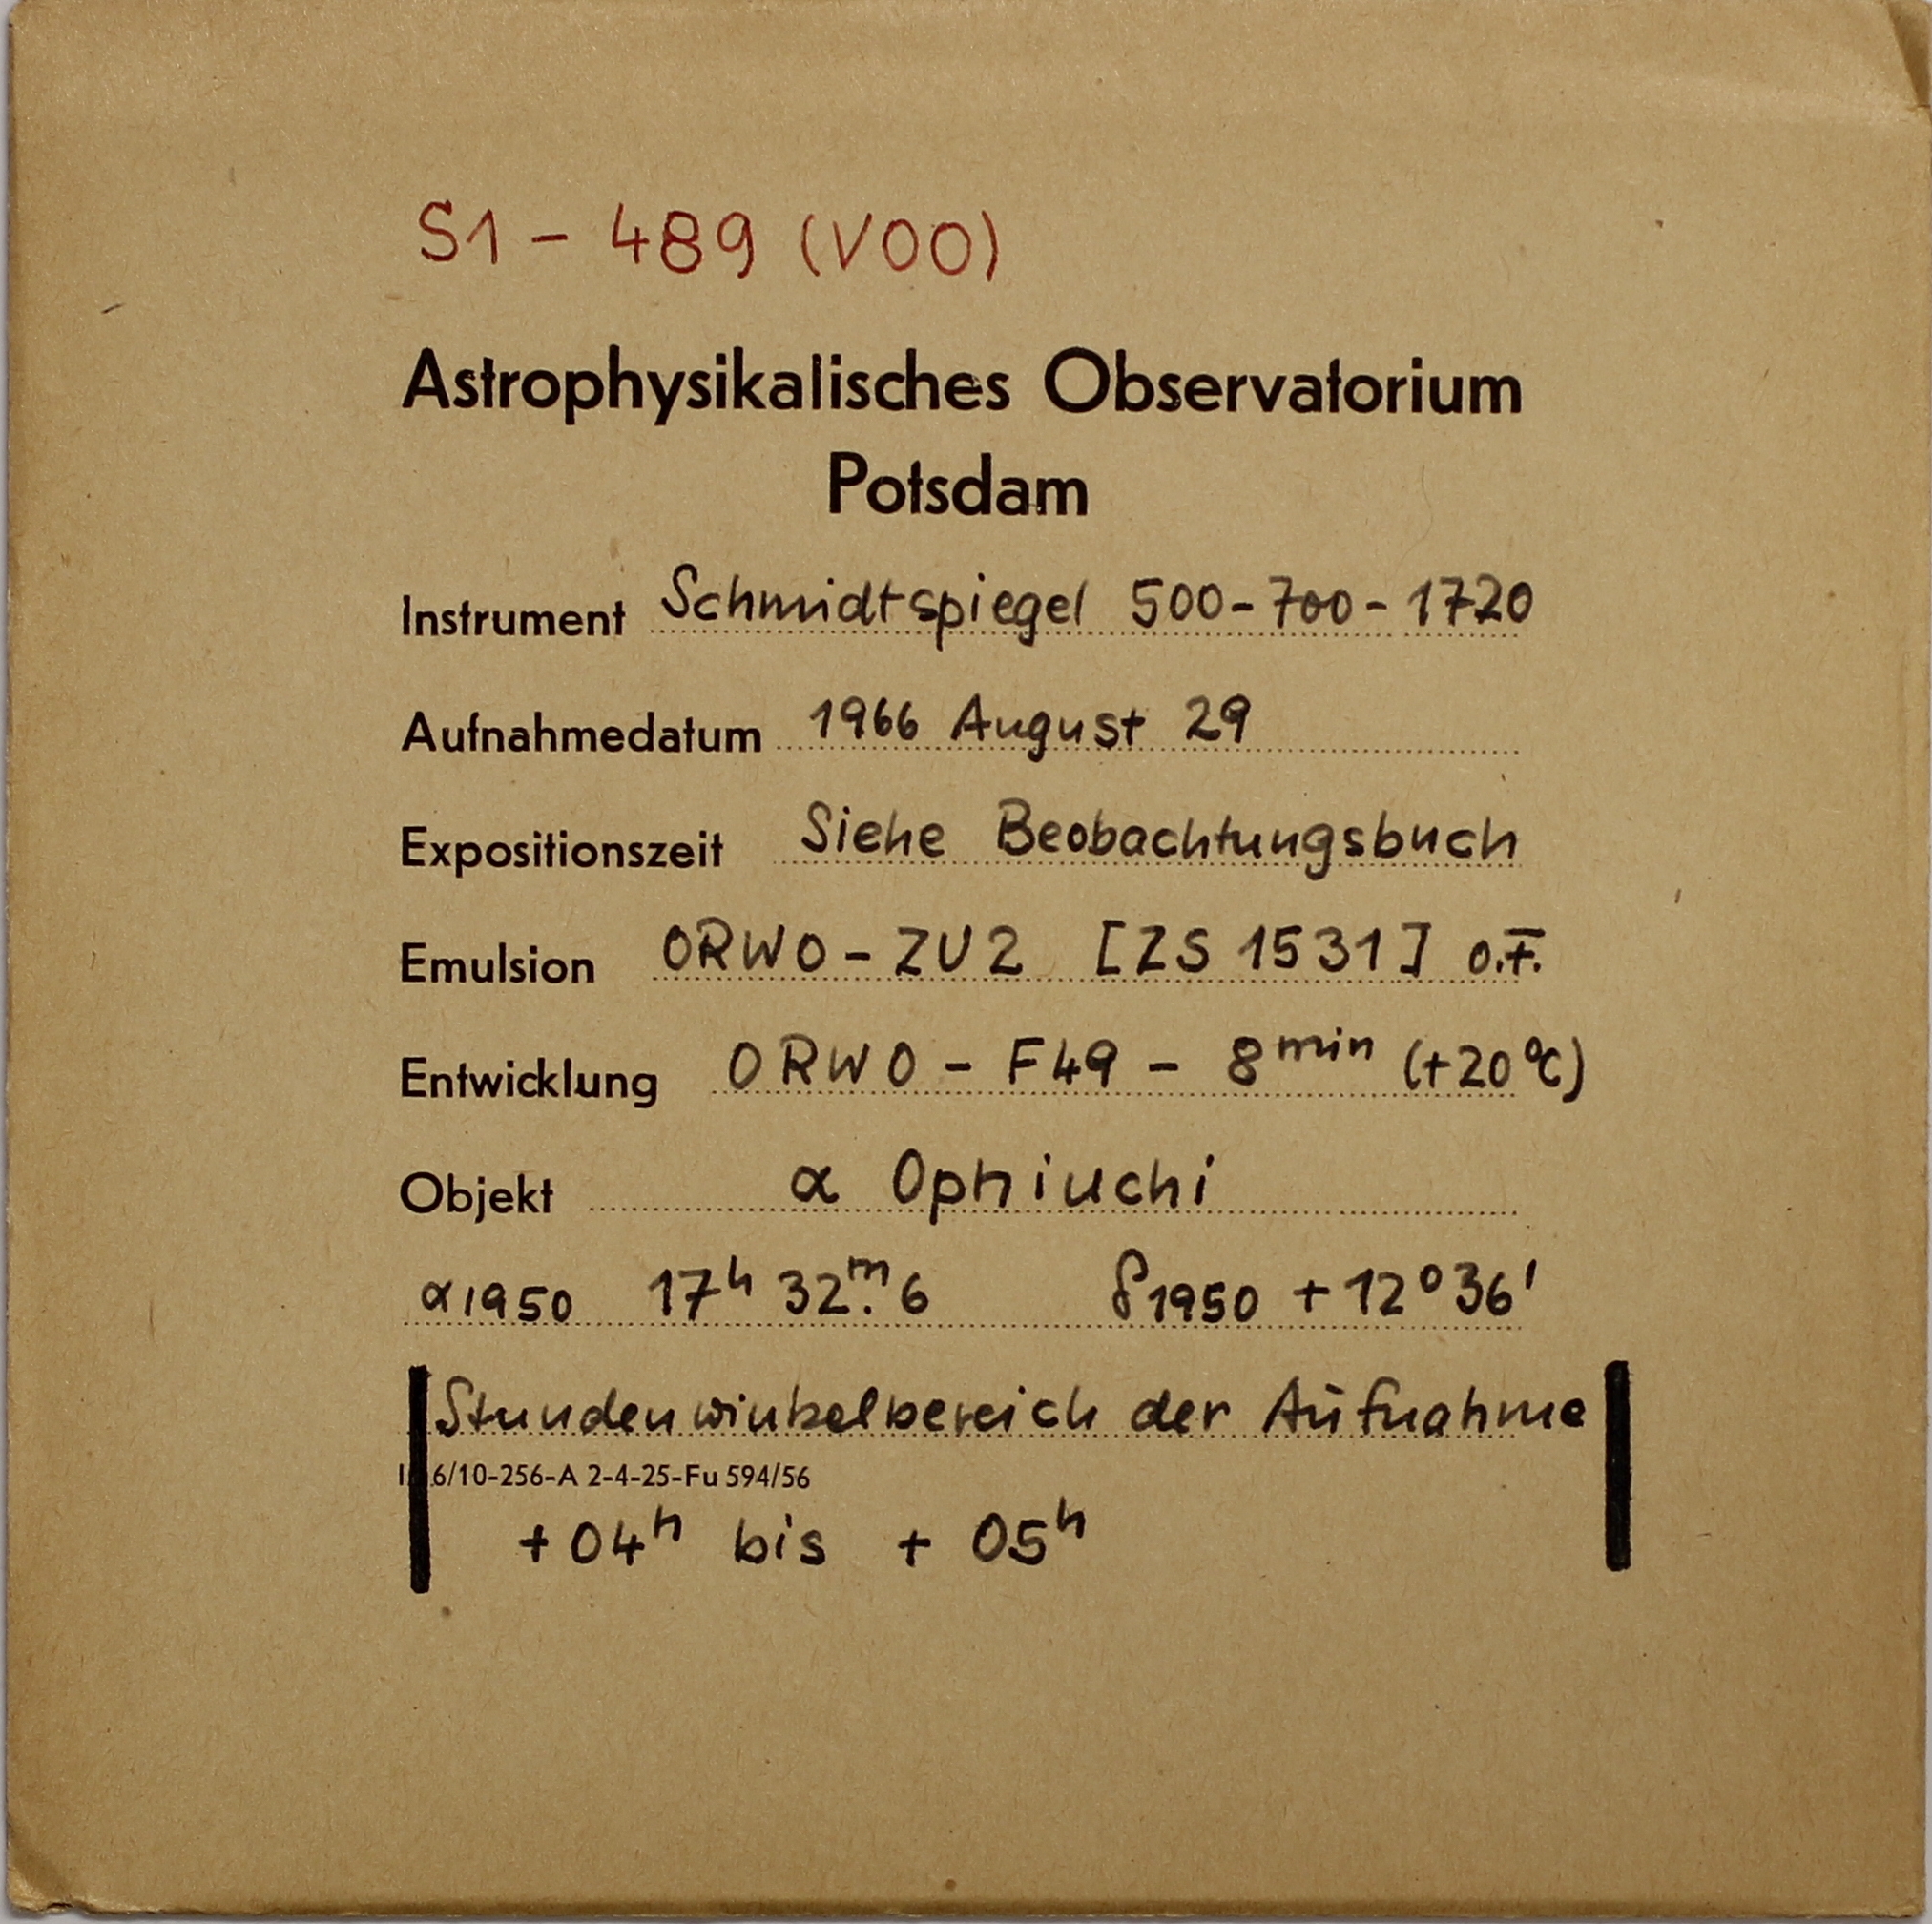 S1 - 489 (V00)
Astrophysikalisches Observatorium
Potsdam
Instrument Schmidtspiegel 500-700-1720
Aufnahmedatum 1966 August 29
Expositionszeit Siehe Beobachtungsbuch
Emulsion ORWO - ZU2 [ZS 1531] o.F.
Entwicklung ORWO - F49 - 8 min (+20°C)
Objekt α Ophiuchi
α1950 17h 32m.6 δ1950 +12°36'
Stundenwinkelbereich der Aufnahme
6/10-256-A 2-4-25-Fu 594/56
+04h bis +05h